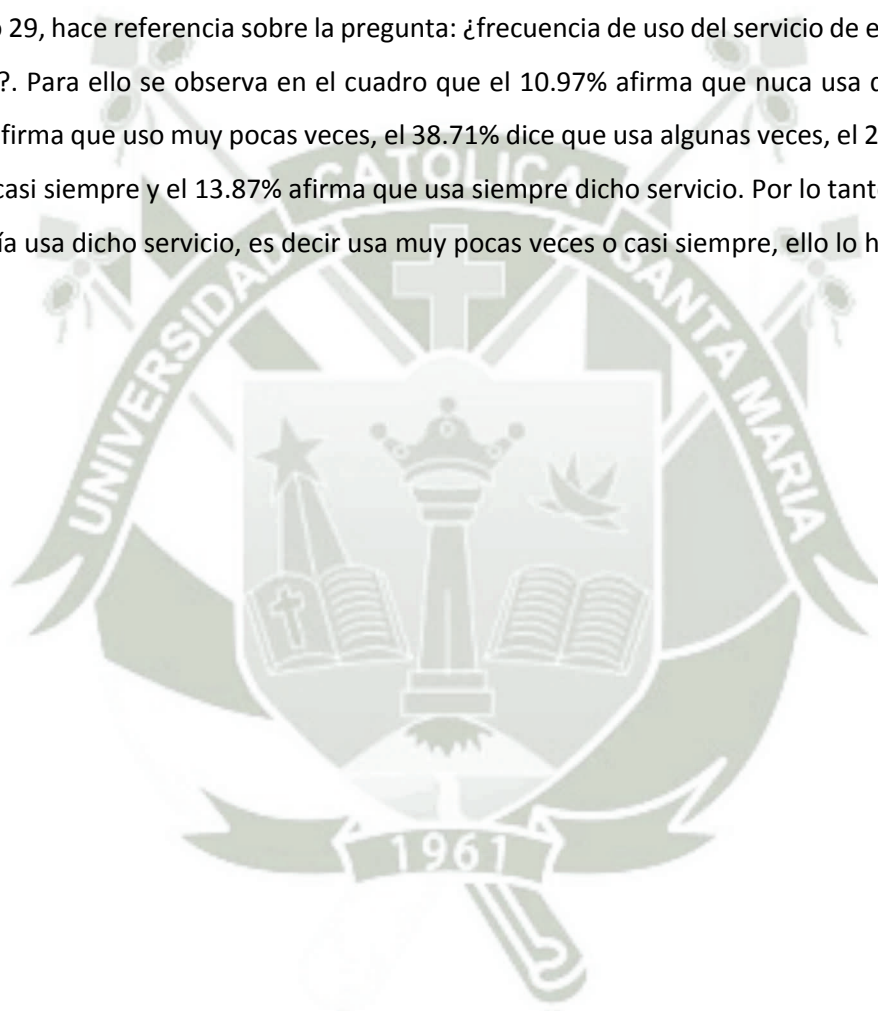 o 29, hace referencia sobre la pregunta: ¿frecuencia de uso del servicio de e
?. Para ello se observa en el cuadro que el 10.97% afirma que nuca usa d
firma que uso muy pocas veces, el 38.71% dice que usa algunas veces, el 2
casi siempre y el 13.87% afirma que usa siempre dicho servicio. Por lo tant
ía usa dicho servicio, es decir usa muy pocas veces o casi siempre, ello lo h
UNIVERSIDAD CATOLICA SANTA MARIA
1961